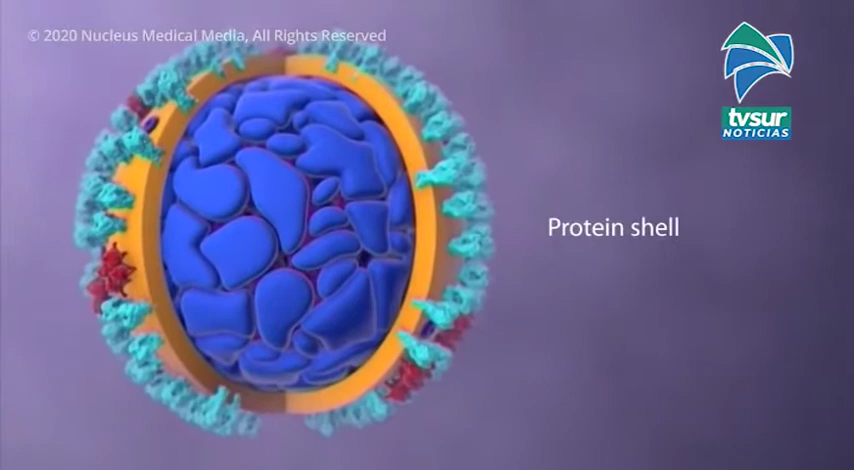 © 2020 Nucleus Medical Media, All Rights Reserved
tvsur
NOTICIAS
Protein shell